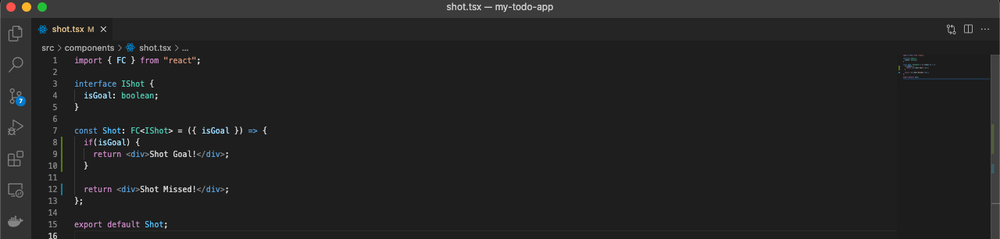 shot.tsx — my-todo-app
shot.tsx M
src > components > shot.tsx > ...
1 import { FC } from "react";
2
3 interface IShot {
4 isGoal: boolean;
5 }
6
7 const Shot: FC<IShot> = ({ isGoal }) => {
8 if(isGoal) {
9 return <div>Shot Goal!</div>;
10 }
11
12 return <div>Shot Missed!</div>;
13 };
14
15 export default Shot;
16
7